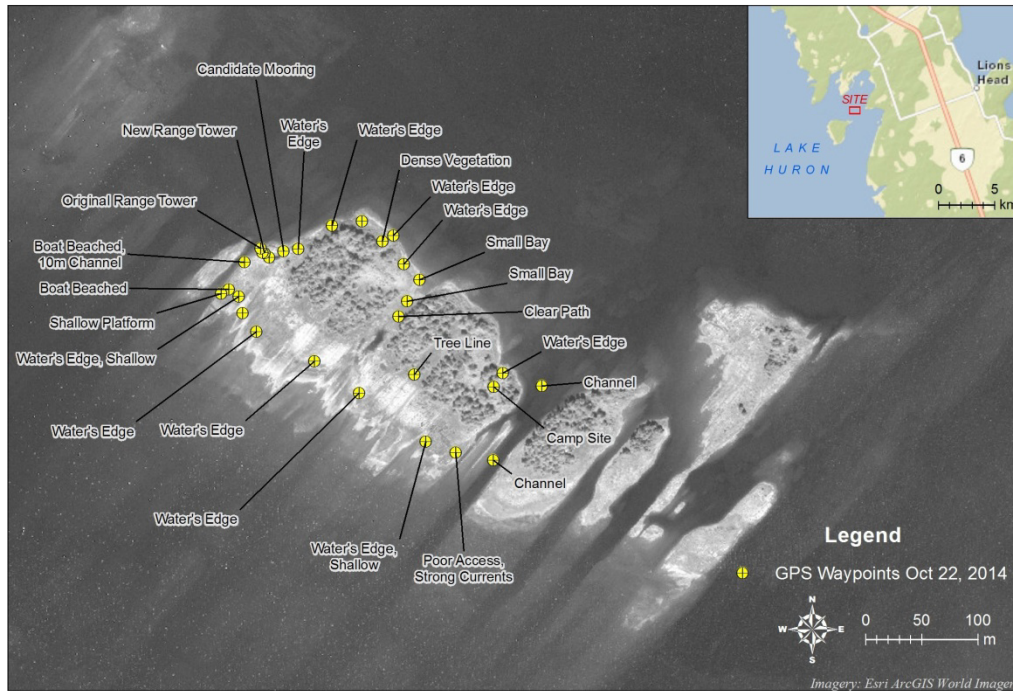 Candidate Mooring
New Range Tower
Water's
Edge
Water's Edge
Dense Vegetation
Water's Edge
Water's Edge
Original Range Tower
Small Bay
Boat Beached,
10m Channel
Small Bay
Boat Beached
Clear Path
Shallow Platform
Tree Line
Water's Edge
Water's Edge, Shallow
Channel
Water's Edge
Water's Edge
Camp Site
Channel
Water's Edge
Water's Edge,
Shallow
Poor Access,
Strong Currents
Lions
Head
SITE
LAKE
HURON
6
0 5
km
Legend
GPS Waypoints Oct 22, 2014
N
W E
S
0 50 100
m
Imagery: Esri ArcGIS World Imager